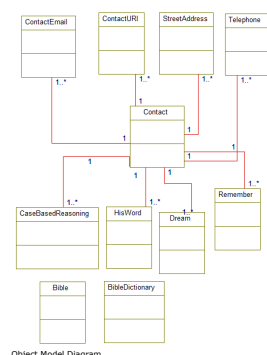 ContactEmail
ContactURI
StreetAddress
Telephone
1..*
1..*
1..*
1..*
1
Contact
1
1
1
1
1
1
1
1
1..*
1..*
1..*
1..*
CaseBasedReasoning
HisWord
Dream
Remember
Bible
BibleDictionary
Object Model Diagram